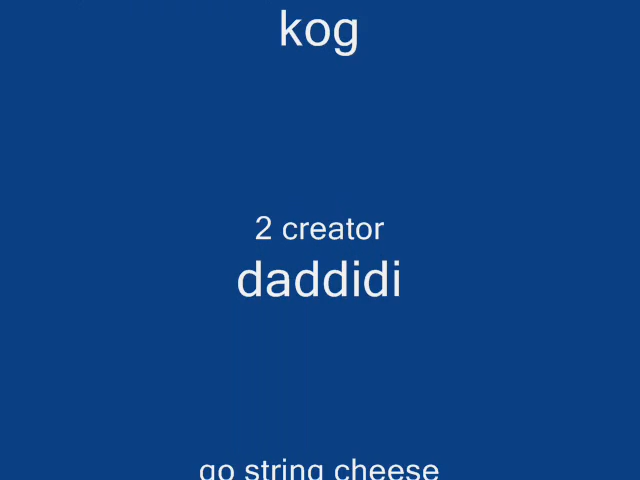 kog
2 creator
daddidi
go string cheese